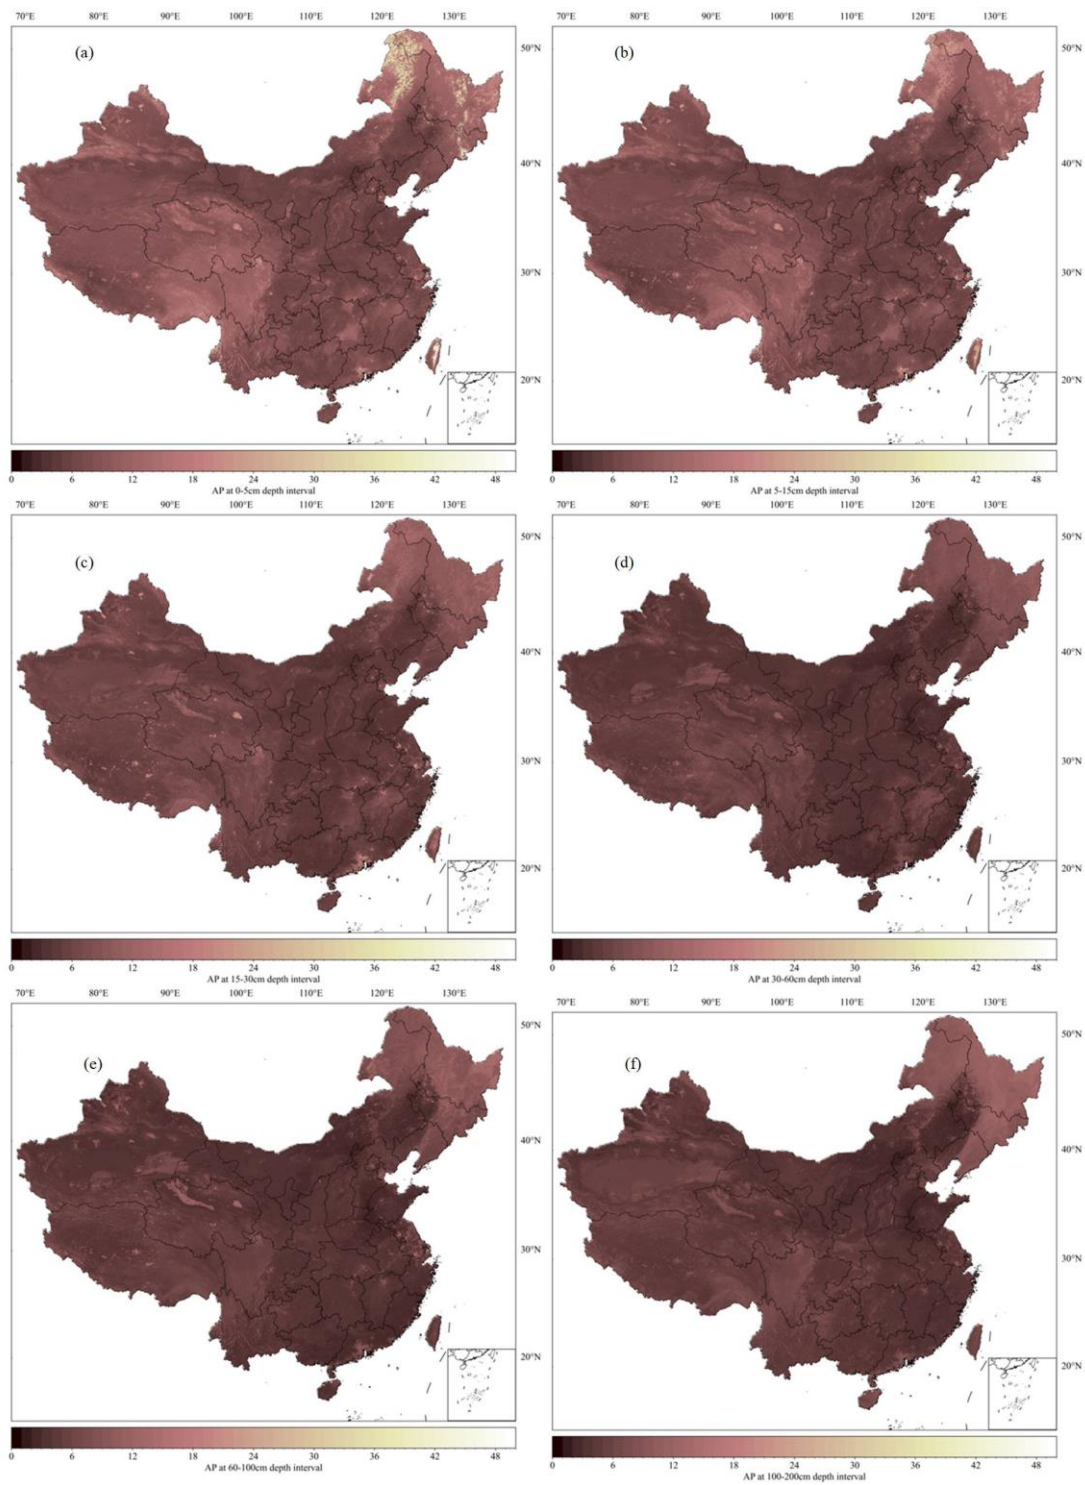 70°E 80°E 90°E 100°E 110°E 120°E 130°E 70°E 80°E 90°E 100°E 110°E 120°E 130°E
(a) 50°N (b) 50°N
40°N 40°N
30°N 30°N
20°N 20°N
0 6 12 18 24 30 36 42 48 0 6 12 18 24 30 36 42 48
AP at 0-5cm depth interval AP at 5-15cm depth interval
70°E 80°E 90°E 100°E 110°E 120°E 130°E 70°E 80°E 90°E 100°E 110°E 120°E 130°E
50°N 50°N
(c) (d)
40°N 40°N
30°N 30°N
20°N 20°N
0 6 12 18 24 30 36 42 48 0 6 12 18 24 30 36 42 48
AP at 15-30cm depth interval AP at 30-60cm depth interval
70°E 80°E 90°E 100°E 110°E 120°E 130°E 70°E 80°E 90°E 100°E 110°E 120°E 130°E
50°N 50°N
(e) (f)
40°N 40°N
30°N 30°N
20°N 20°N
0 6 12 18 24 30 36 42 48 0 6 12 18 24 30 36 42 48
AP at 60-100cm depth interval AP at 100-200cm depth interval